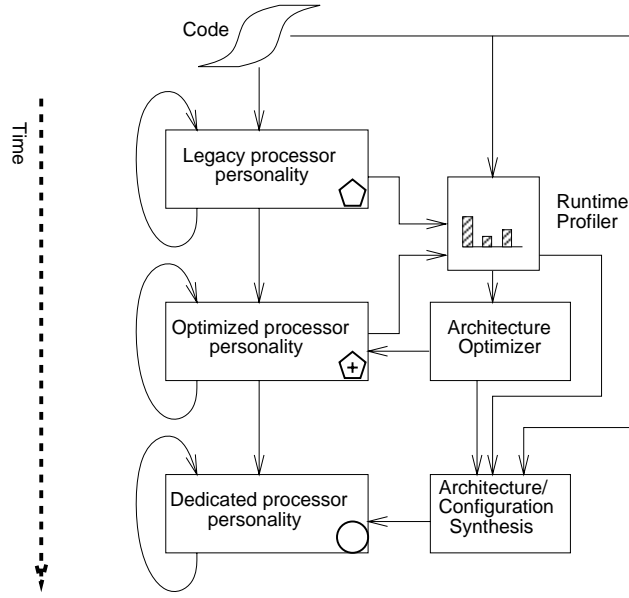 Code
Time
Legacy processor
personality
Runtime
Profiler
Optimized processor
personality
Architecture
Optimizer
Dedicated processor
personality
Architecture/
Configuration
Synthesis